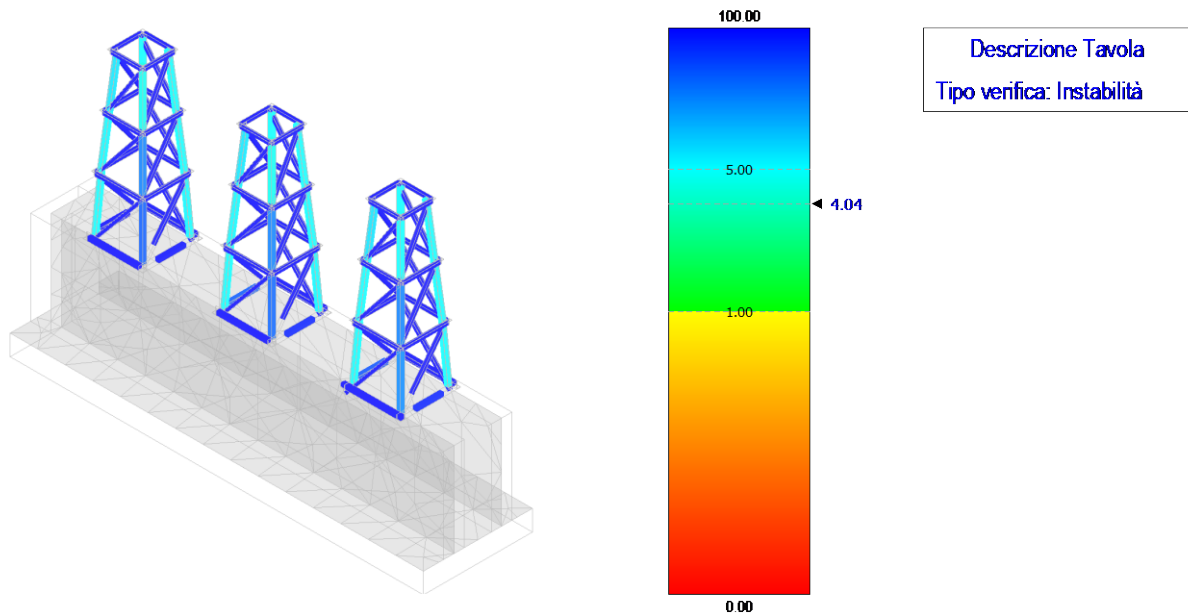 100.00
5.00
4.04
1.00
0.00
Descrizione Tavola
Tipo verifica: Instabilità